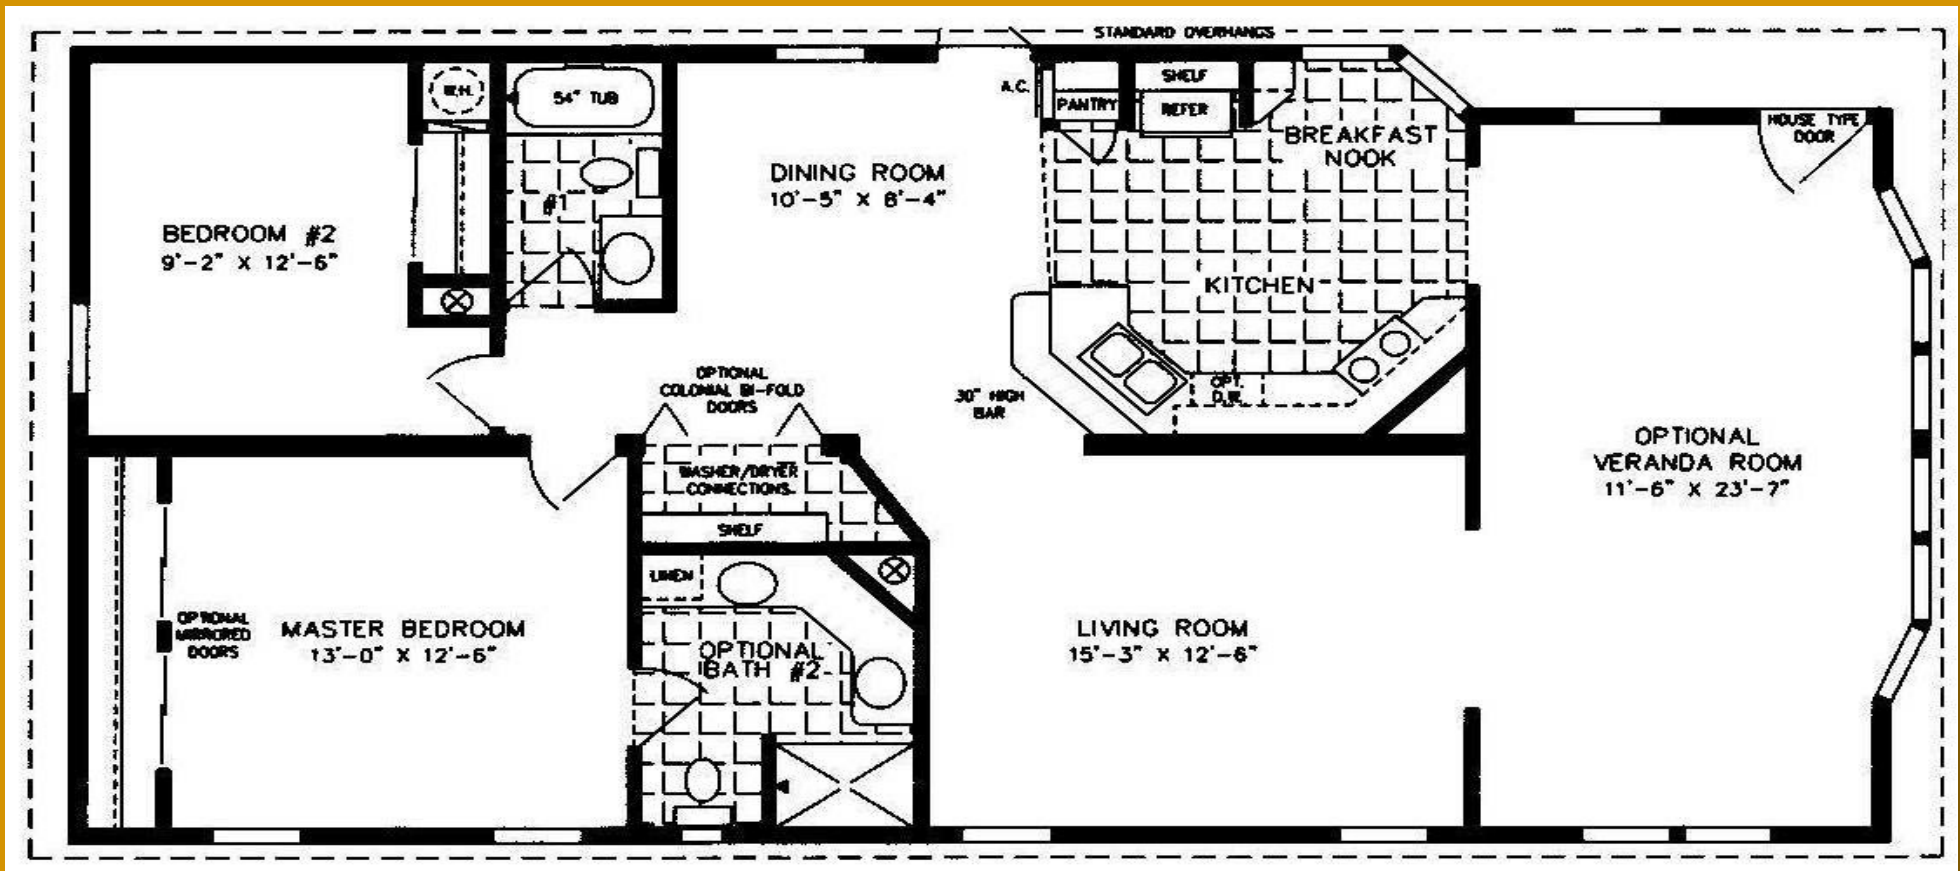 STANDARD OVERHANGS
W.H.
54" TUB
A.C.
PANTRY
SHELF
REFER
BREAKFAST
NOOK
HOUSE TYPE
DOOR
DINING ROOM
10'-5" X 8'-4"
#1
BEDROOM #2
9'-2" X 12'-6"
KITCHEN
OPTIONAL
COLONIAL BI-FOLD
DOORS
30" HIGH
BAR
OPT.
D.W.
OPTIONAL
VERANDA ROOM
11'-6" X 23'-7"
WASHER/DRYER
CONNECTIONS
SHELF
LINEN
OPTIONAL
MIRRORED
DOORS
MASTER BEDROOM
13'-0" X 12'-6"
OPTIONAL
BATH #2
LIVING ROOM
15'-3" X 12'-6"